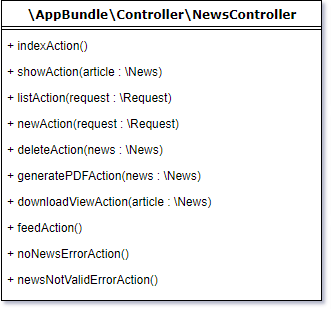 \AppBundle\Controller\NewsController
+ indexAction()
+ showAction(article : \News)
+ listAction(request : \Request)
+ newAction(request : \Request)
+ deleteAction(news : \News)
+ generatePDFAction(news : \News)
+ downloadViewAction(article : \News)
+ feedAction()
+ noNewsErrorAction()
+ newsNotValidErrorAction()